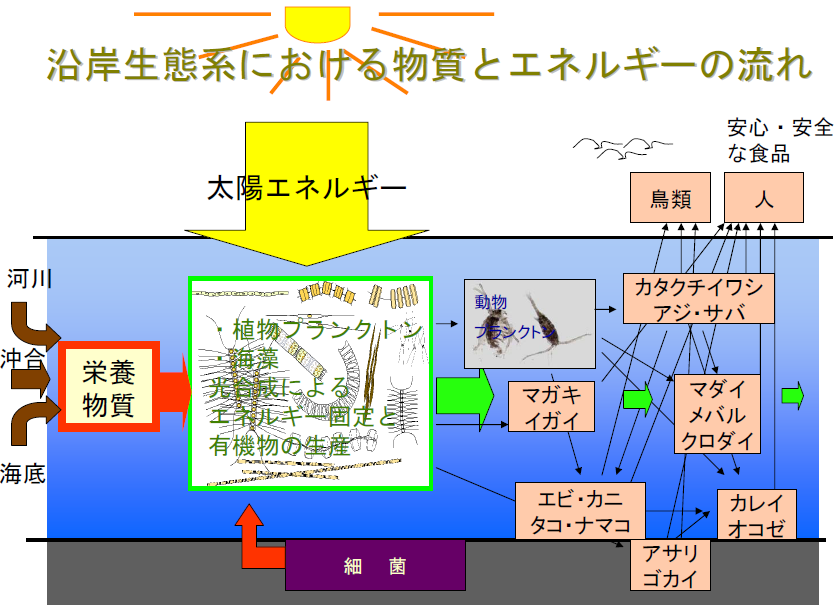 沿岸生態系における物質とエネルギーの流れ
安心・安全
な食品
太陽エネルギー
鳥類
人
河川
沖合
海底
栄養
物質
・植物プランクトン
・海藻
光合成による
エネルギー固定と
有機物の生産
動物
プランクトン
カタクチイワシ
アジ・サバ
マガキ
イガイ
マダイ
メバル
クロダイ
エビ・カニ
タコ・ナマコ
カレイ
オコゼ
アサリ
ゴカイ
細 菌